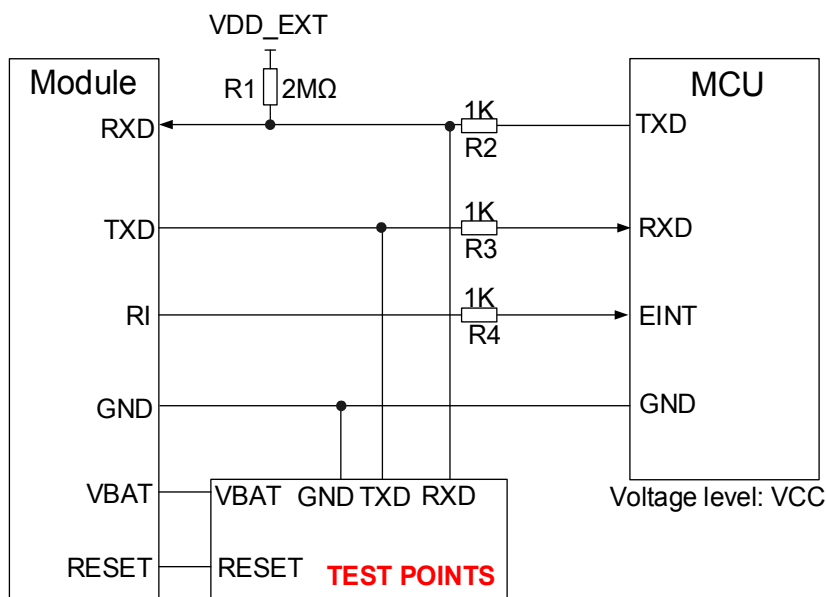 VDD_EXT
Module
MCU
R1 2MΩ
1K
RXD
TXD
R2
1K
TXD
RXD
R3
1K
RI
EINT
R4
GND
GND
VBAT
VBAT GND TXD RXD
Voltage level: VCC
RESET
RESET
TEST POINTS